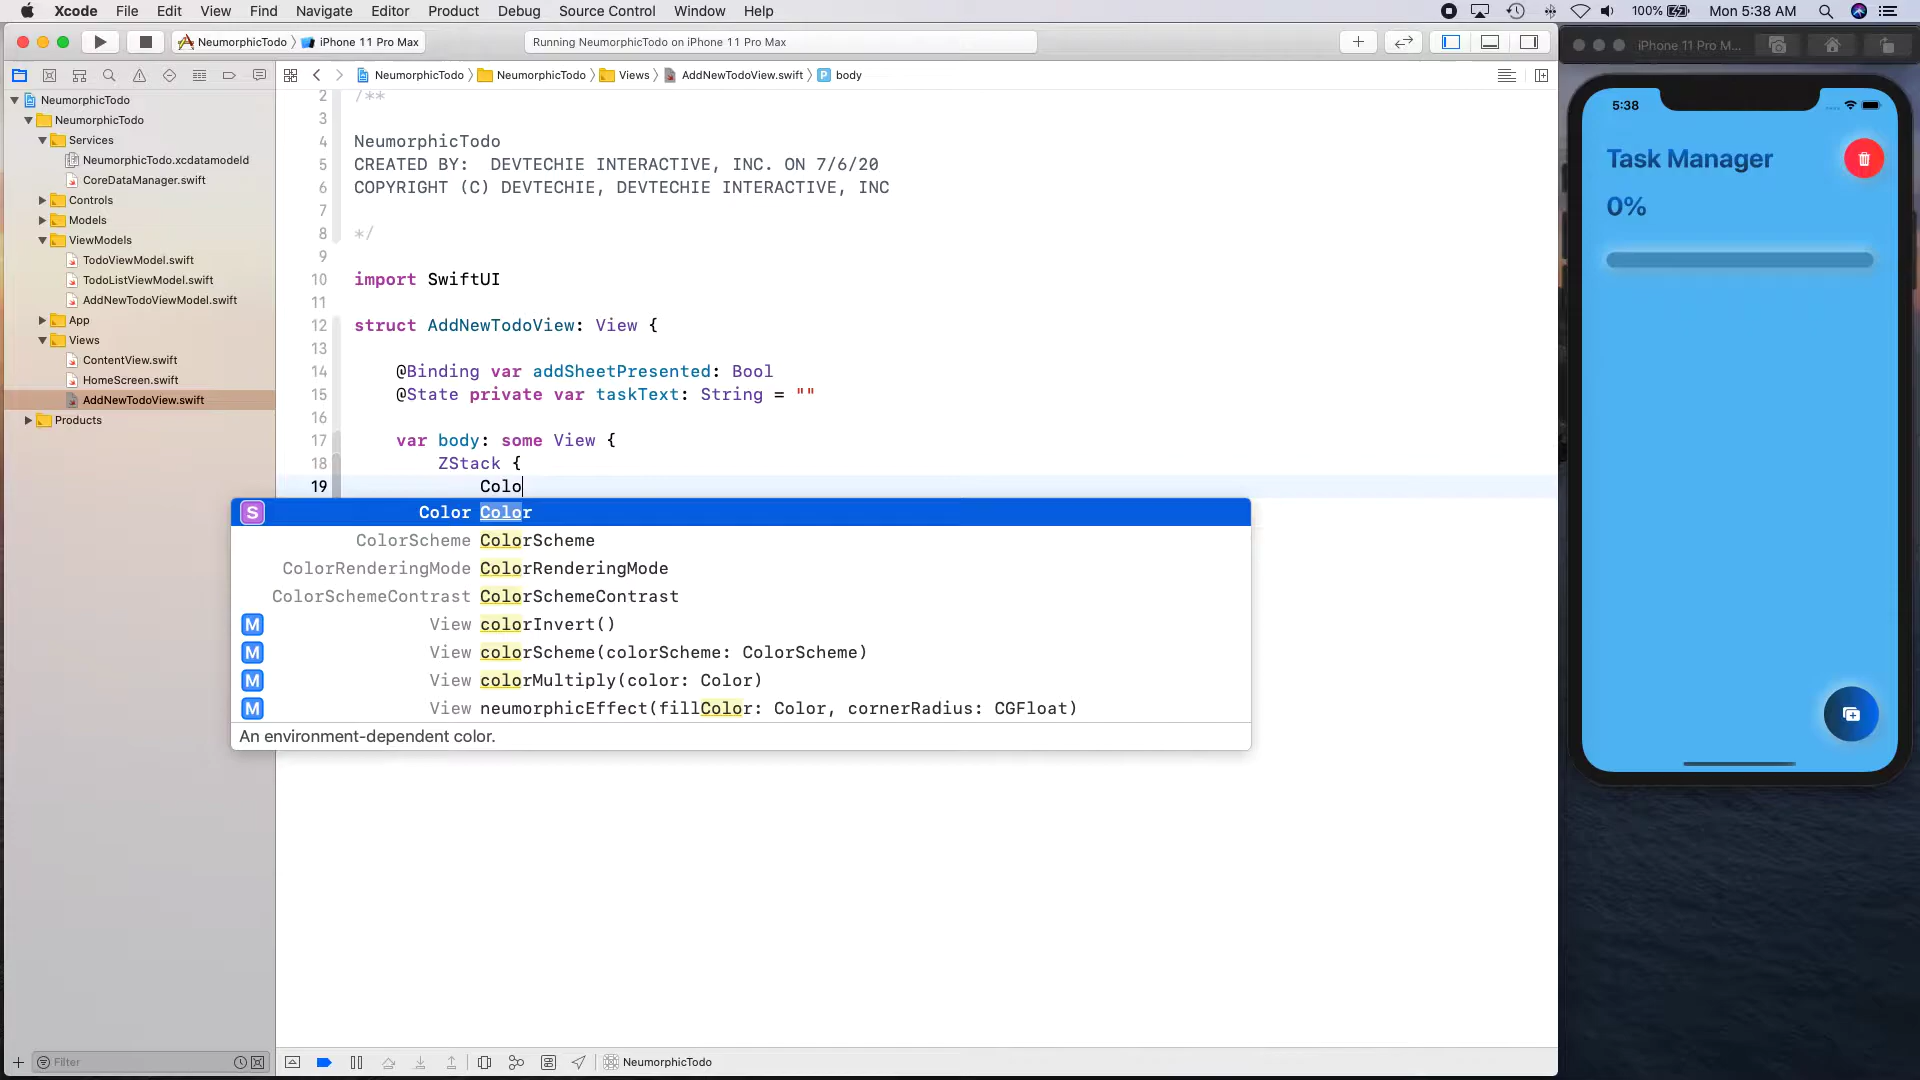 Xcode File Edit View Find Navigate Editor Product Debug Source Control Window Help 100% Mon 5:38 AM
NeumorphicTodo iPhone 11 Pro Max Running NeumorphicTodo on iPhone 11 Pro Max iPhone 11 Pro M...
NeumorphicTodo NeumorphicTodo Views AddNewTodoView.swift P body
NeumorphicTodo
NeumorphicTodo
Services
NeumorphicTodo.xcdatamodeld
CoreDataManager.swift
Controls
Models
ViewModels
TodoViewModel.swift
TodoListViewModel.swift
AddNewTodoViewModel.swift
App
Views
ContentView.swift
HomeScreen.swift
AddNewTodoView.swift
Products
Filter
2 /**
3
4 NeumorphicTodo
5 CREATED BY: DEVTECHIE INTERACTIVE, INC. ON 7/6/20
6 COPYRIGHT (C) DEVTECHIE, DEVTECHIE INTERACTIVE, INC
7
8 */
9
10 import SwiftUI
11
12 struct AddNewTodoView: View {
13
14 @Binding var addSheetPresented: Bool
15 @State private var taskText: String = ""
16
17 var body: some View {
18 ZStack {
19 Colo
S Color Color
ColorScheme ColorScheme
ColorRenderingMode ColorRenderingMode
ColorSchemeContrast ColorSchemeContrast
M View colorInvert()
M View colorScheme(colorScheme: ColorScheme)
M View colorMultiply(color: Color)
M View neumorphicEffect(fillColor: Color, cornerRadius: CGFloat)
An environment-dependent color.
NeumorphicTodo
5:38
Task Manager
0%